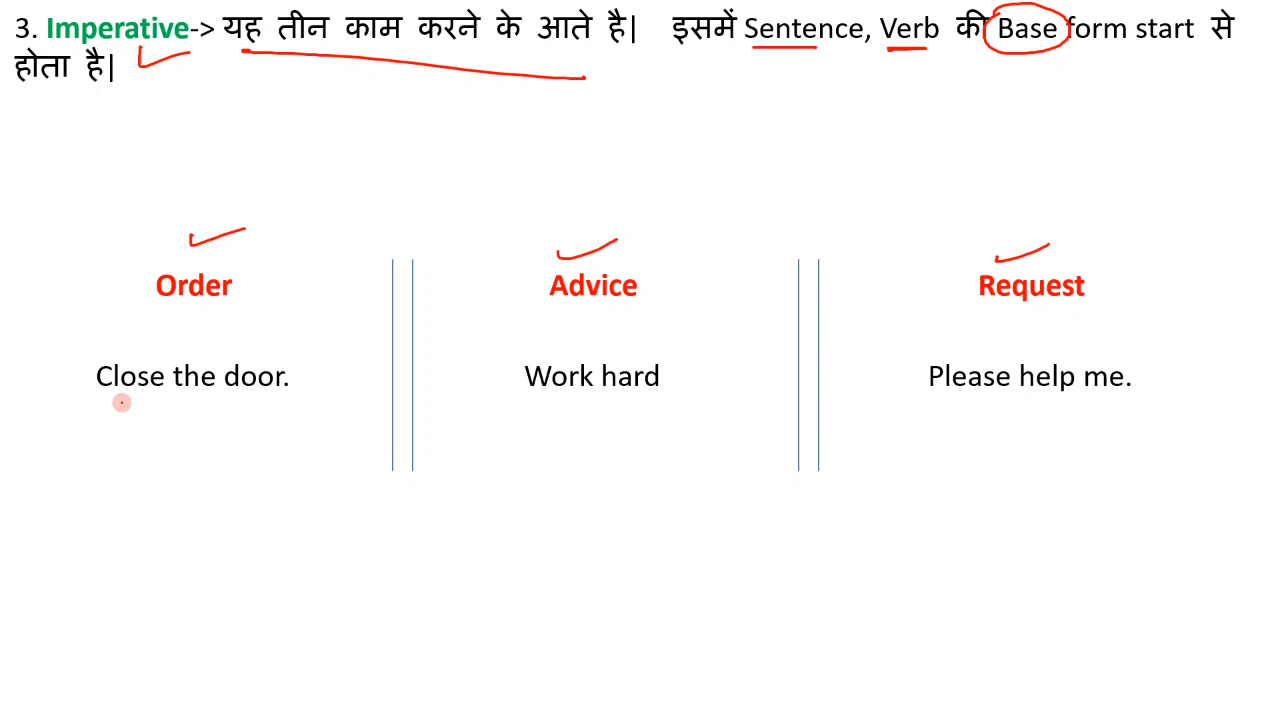 3. Imperative-> यह तीन काम करने के आते है| इसमें Sentence, Verb की Base form start से
होता है|
Order
Advice
Request
Close the door.
Work hard
Please help me.